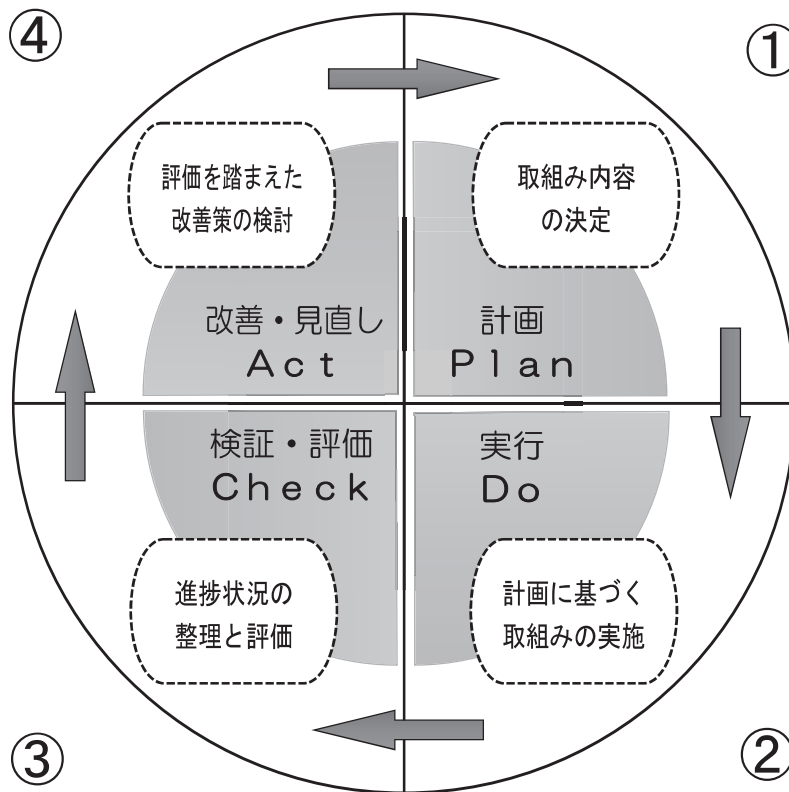 ④
①
評価を踏まえた
改善策の検討
取組み内容
の決定
改善・見直し
Act
計画
Plan
検証・評価
Check
実行
Do
進捗状況の
整理と評価
計画に基づく
取組みの実施
③
②